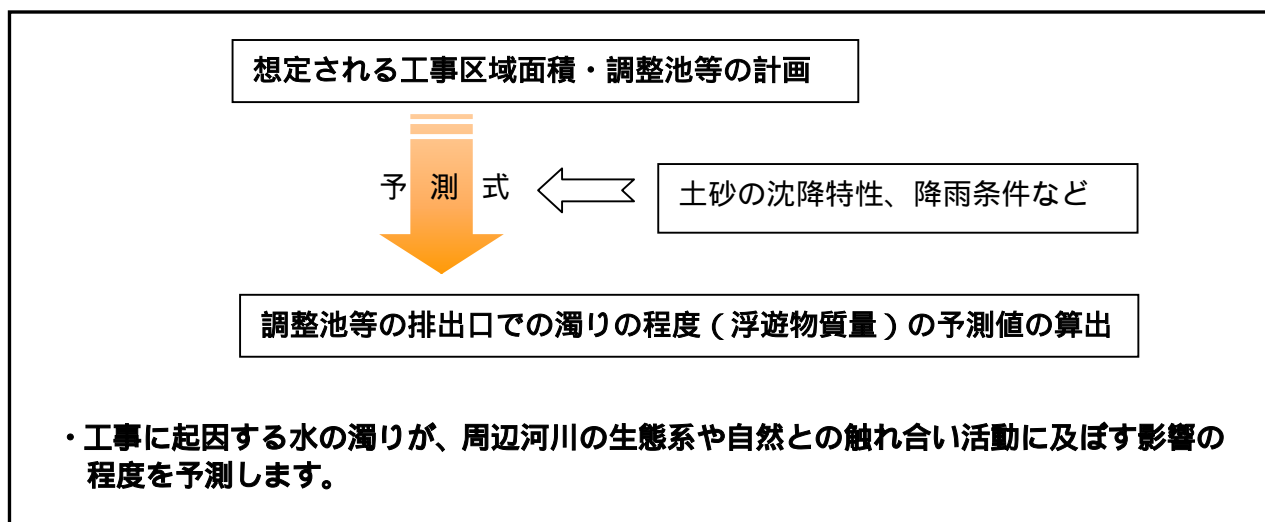 想定される工事区域面積・調整池等の計画
予 測 式
土砂の沈降特性、降雨条件など
調整池等の排出口での濁りの程度(浮遊物質量)の予測値の算出
・工事に起因する水の濁りが、周辺河川の生態系や自然との触れ合い活動に及ぼす影響の
程度を予測します。